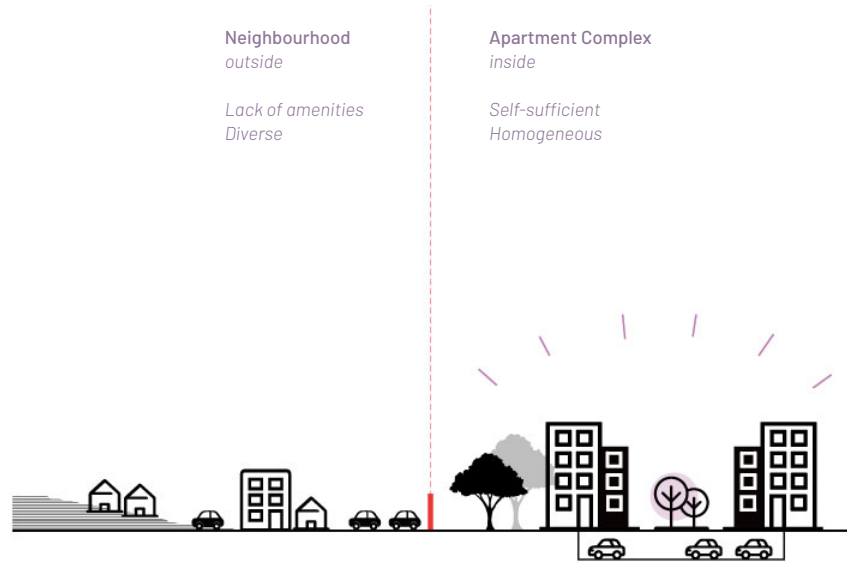 Neighbourhood
outside
Lack of amenities
Diverse
Apartment Complex
inside
Self-sufficient
Homogeneous